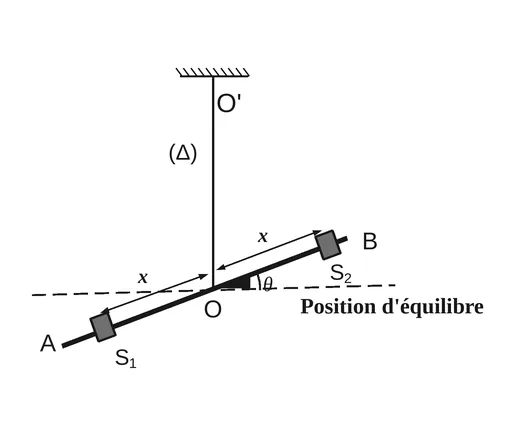 O'
(Δ)
x
B
x
S₂
θ
O
Position d'équilibre
A
S₁